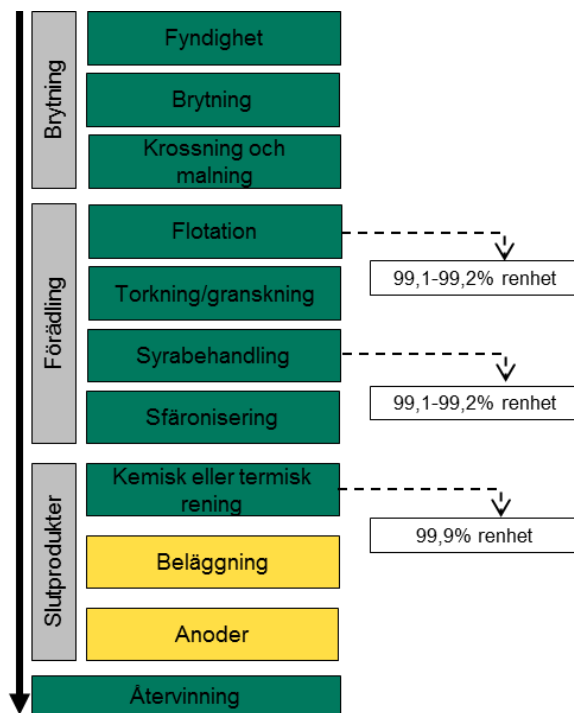 Brytning
Fyndighet
Brytning
Krossning och
malning
Förädling
Flotation
99,1-99,2% renhet
Torkning/granskning
Syrabehandling
99,1-99,2% renhet
Sfäronisering
Slutprodukter
Kemisk eller termisk
rening
99,9% renhet
Beläggning
Anoder
Återvinning